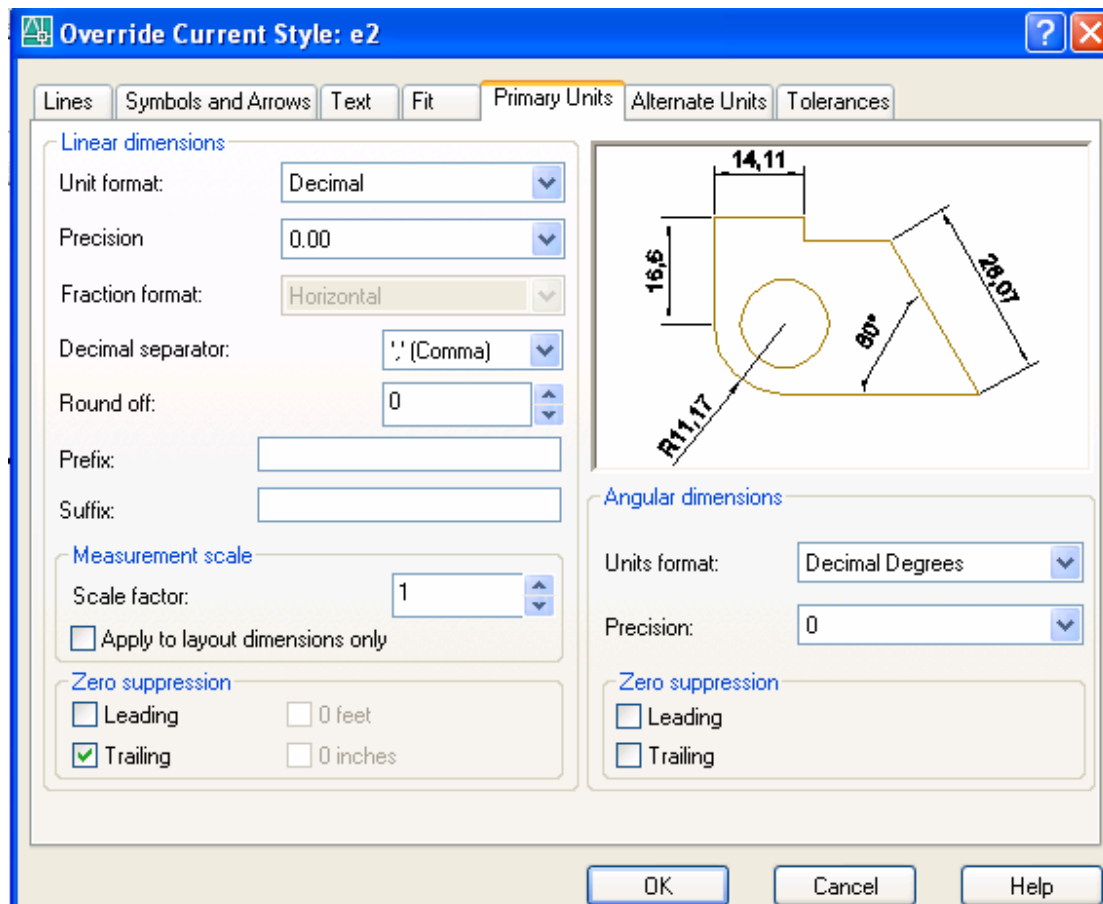 Override Current Style: e2
Lines Symbols and Arrows Text Fit Primary Units Alternate Units Tolerances
Linear dimensions
Unit format: Decimal
Precision 0.00
Fraction format: Horizontal
Decimal separator: ',' (Comma)
Round off: 0
Prefix:
Suffix:
Measurement scale
Scale factor: 1
Apply to layout dimensions only
Zero suppression
Leading 0 feet
Trailing 0 inches
14,11
16,6
28,07
60°
R11,17
Angular dimensions
Units format: Decimal Degrees
Precision: 0
Zero suppression
Leading
Trailing
OK Cancel Help